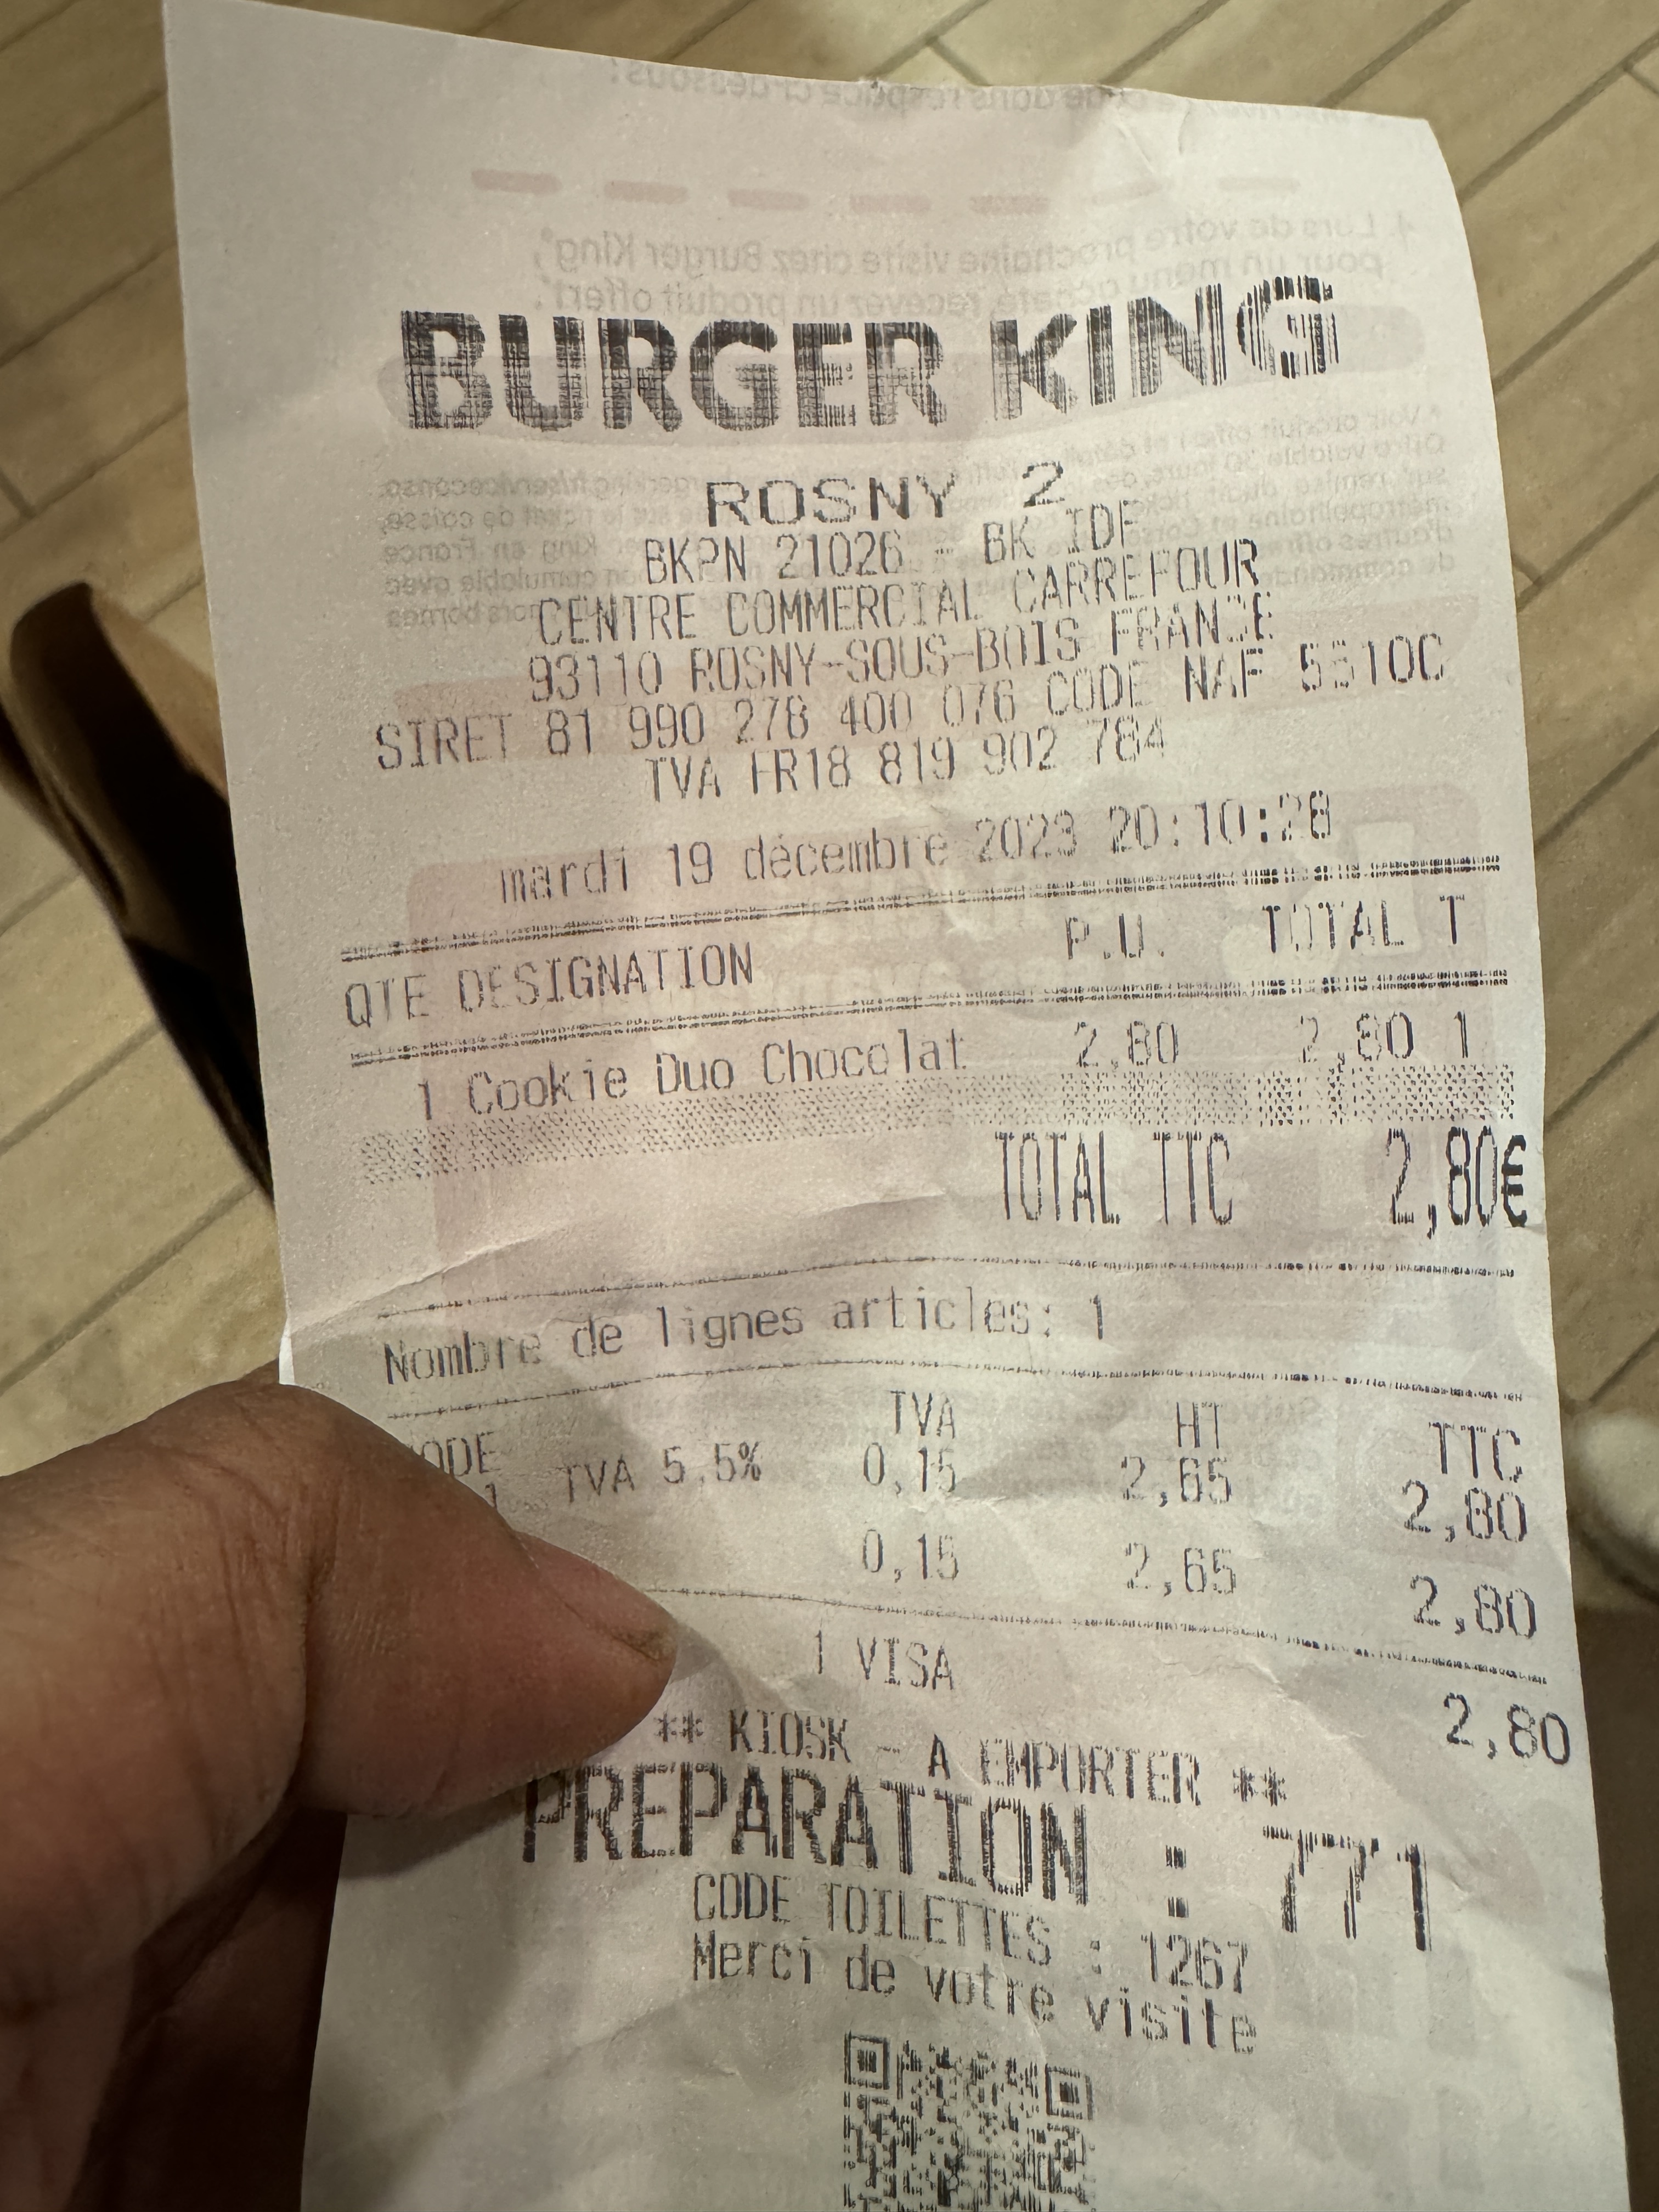 BURGER KING
ROSNY 2
BKPN 21026 - BK IDF
CENTRE COMMERCIAL CARREFOUR
93110 ROSNY-SOUS-BOIS FRANCE
SIRET 81 990 278 400 076 CODE NAF 5610C
TVA FR18 819 902 784
mardi 19 décembre 2023 20:10:28
QTE DESIGNATION P.U. TOTAL T
1 Cookie Duo Chocolat 2,80 2,80 1
TOTAL TTC 2,80€
Nombre de lignes articles: 1
TVA HT TTC
1 TVA 5,5% 0,15 2,65 2,80
0,15 2,65 2,80
1 VISA 2,80
** KIOSK - A EMPORTER **
PREPARATION : 771
CODE TOILETTES : 1267
Merci de votre visite